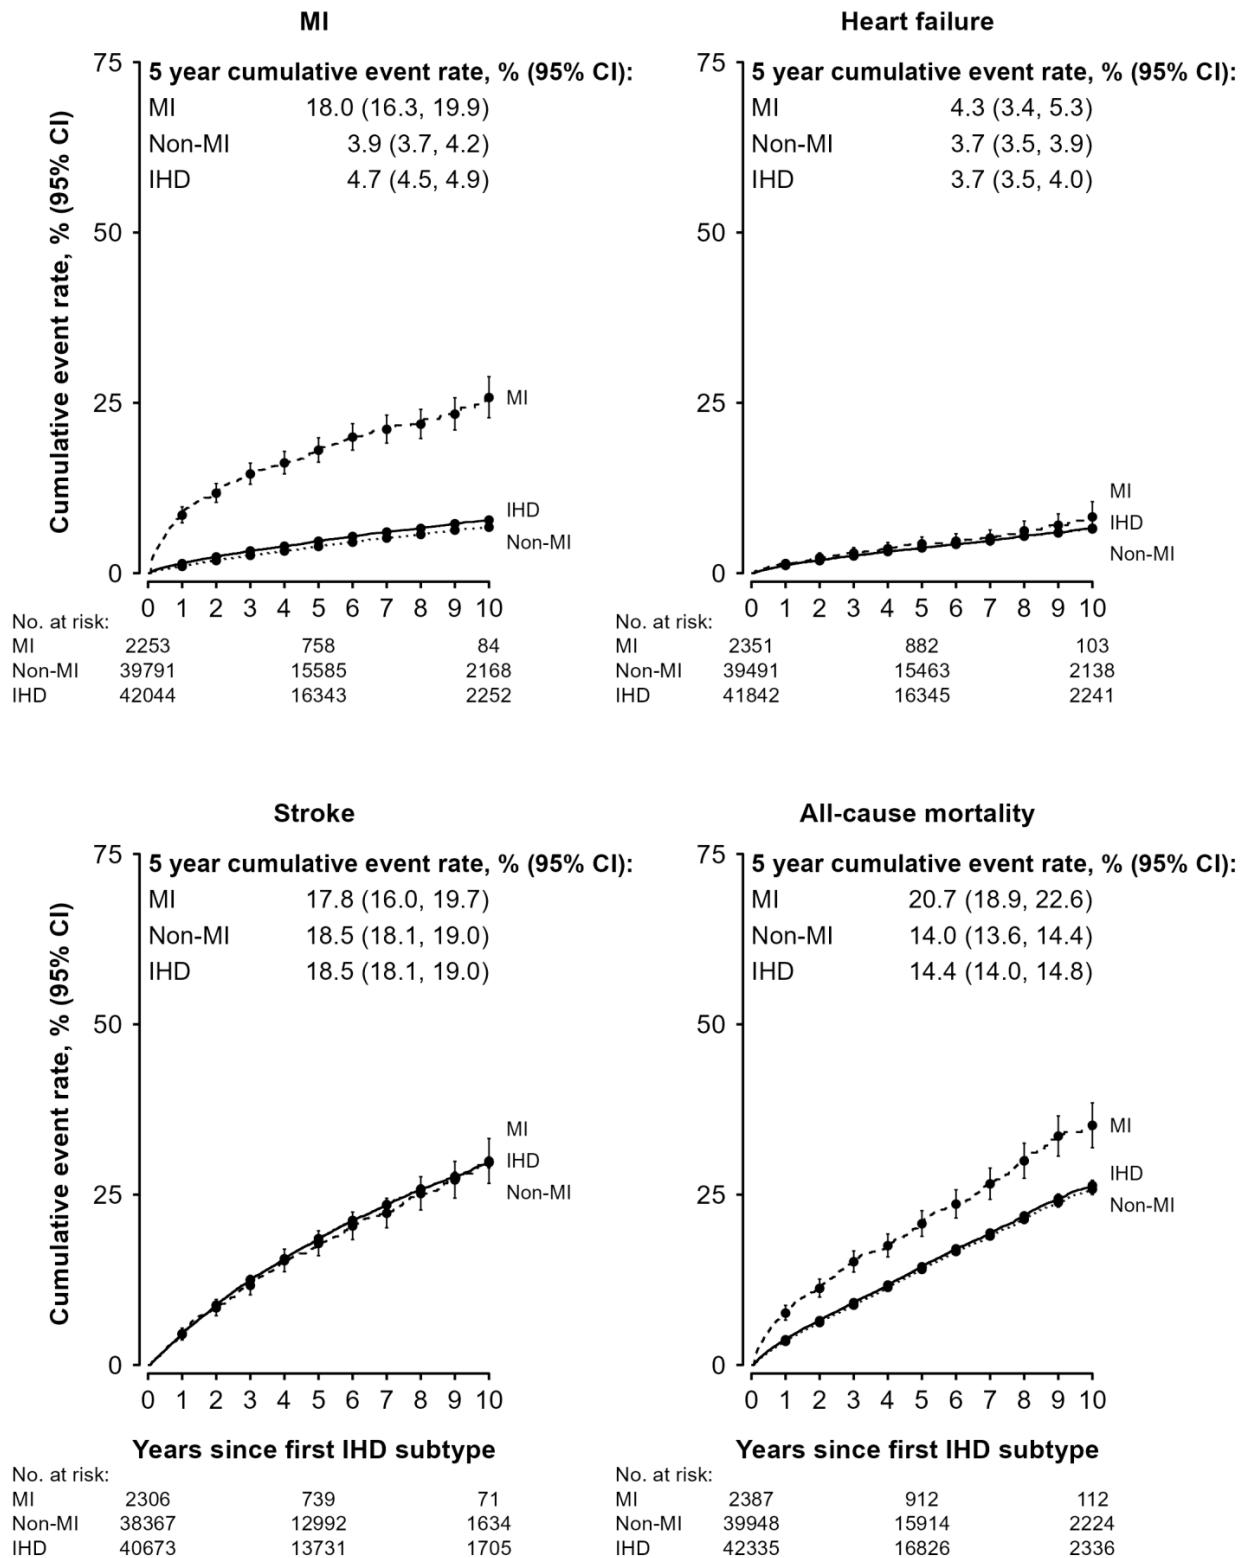 MI
75
5 year cumulative event rate, % (95% CI):
MI 18.0 (16.3, 19.9)
Non-MI 3.9 (3.7, 4.2)
IHD 4.7 (4.5, 4.9)
50
25
0
Cumulative event rate, % (95% CI)
MI
IHD
Non-MI
0 1 2 3 4 5 6 7 8 9 10
No. at risk:
MI 2253 758 84
Non-MI 39791 15585 2168
IHD 42044 16343 2252
Heart failure
75
5 year cumulative event rate, % (95% CI):
MI 4.3 (3.4, 5.3)
Non-MI 3.7 (3.5, 3.9)
IHD 3.7 (3.5, 4.0)
50
25
0
MI
IHD
Non-MI
0 1 2 3 4 5 6 7 8 9 10
No. at risk:
MI 2351 882 103
Non-MI 39491 15463 2138
IHD 41842 16345 2241
Stroke
75
5 year cumulative event rate, % (95% CI):
MI 17.8 (16.0, 19.7)
Non-MI 18.5 (18.1, 19.0)
IHD 18.5 (18.1, 19.0)
50
25
0
Cumulative event rate, % (95% CI)
MI
IHD
Non-MI
0 1 2 3 4 5 6 7 8 9 10
Years since first IHD subtype
No. at risk:
MI 2306 739 71
Non-MI 38367 12992 1634
IHD 40673 13731 1705
All-cause mortality
75
5 year cumulative event rate, % (95% CI):
MI 20.7 (18.9, 22.6)
Non-MI 14.0 (13.6, 14.4)
IHD 14.4 (14.0, 14.8)
50
25
0
MI
IHD
Non-MI
0 1 2 3 4 5 6 7 8 9 10
Years since first IHD subtype
No. at risk:
MI 2387 912 112
Non-MI 39948 15914 2224
IHD 42335 16826 2336